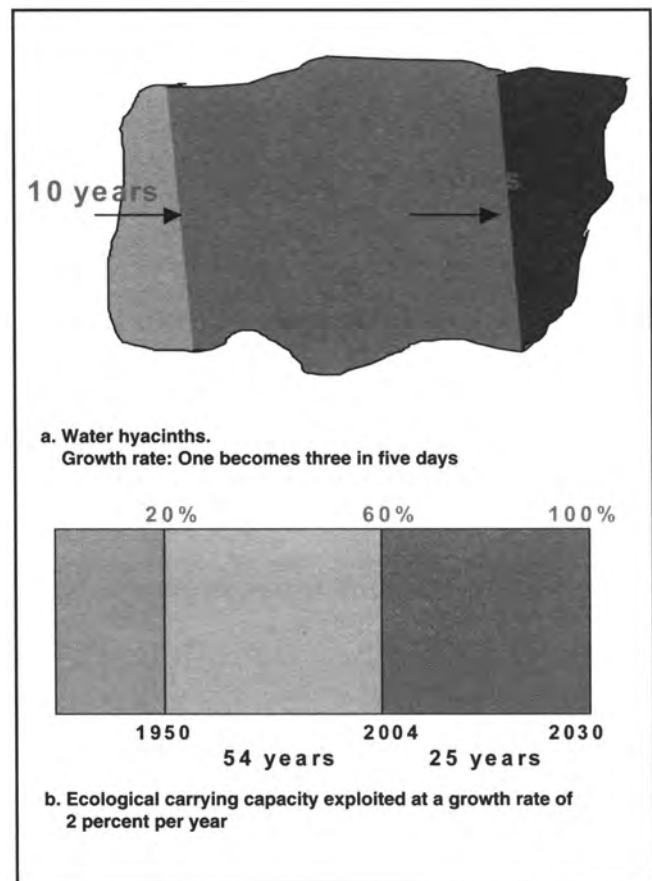 10 years
a. Water hyacinths.
Growth rate: One becomes three in five days
20% 60% 100%
1950 2004 2030
54 years 25 years
b. Ecological carrying capacity exploited at a growth rate of
2 percent per year